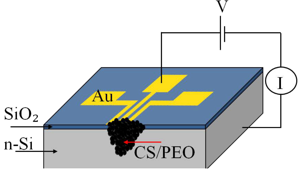 V
I
Au
SiO₂
n-Si
CS/PEO